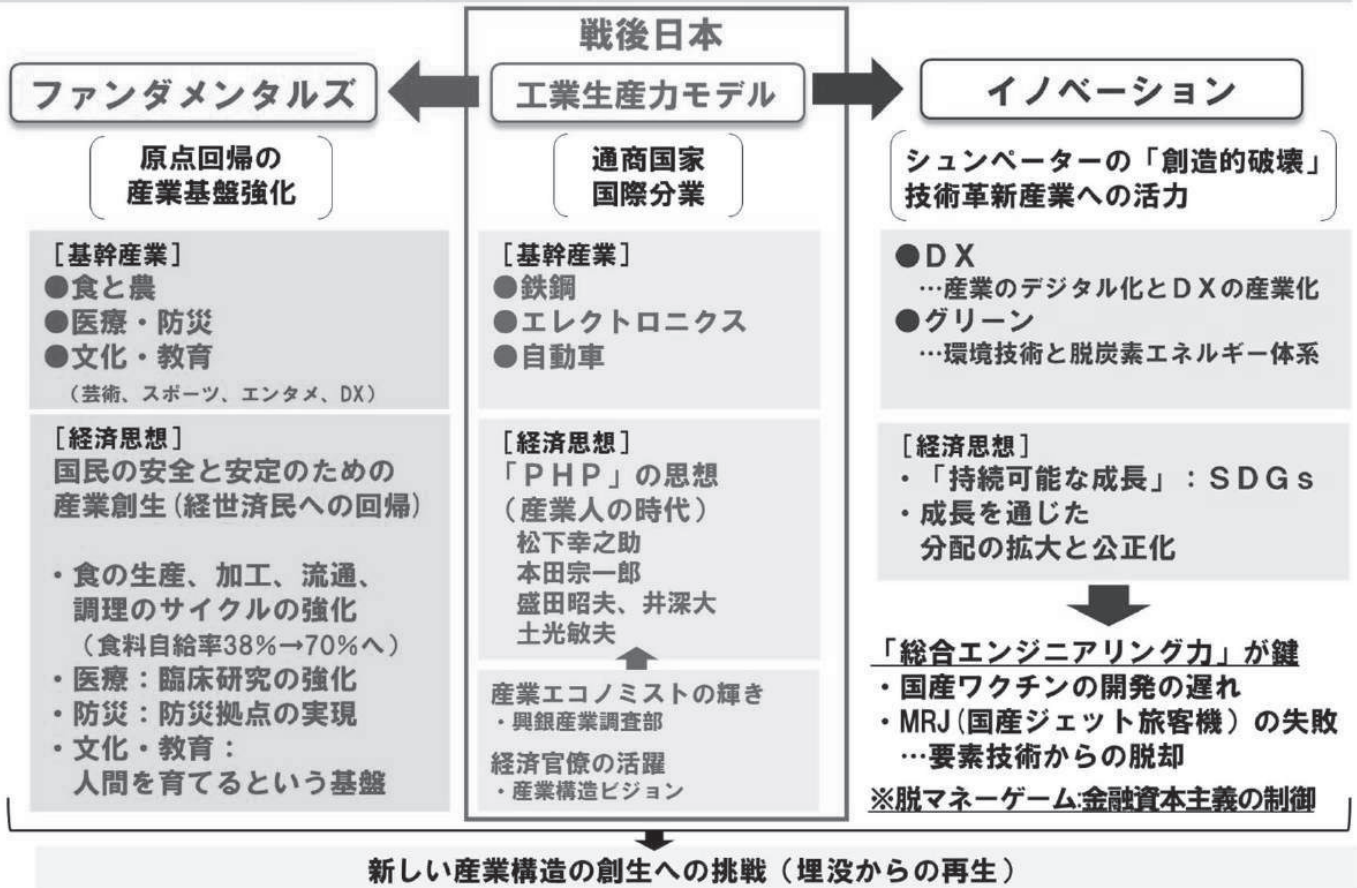 戦後日本
ファンダメンタルズ
工業生産力モデル
イノベーション
原点回帰の
産業基盤強化
通商国家
国際分業
シュンペーターの「創造的破壊」
技術革新産業への活力
[基幹産業]
●食と農
●医療・防災
●文化・教育
(芸術、スポーツ、エンタメ、DX)
[経済思想]
国民の安全と安定のための
産業創生(経世済民への回帰)
・食の生産、加工、流通、
調理のサイクルの強化
(食料自給率38%→70%へ)
・医療：臨床研究の強化
・防災：防災拠点の実現
・文化・教育：
人間を育てるという基盤
[基幹産業]
●鉄鋼
●エレクトロニクス
●自動車
[経済思想]
「PHP」の思想
(産業人の時代)
松下幸之助
本田宗一郎
盛田昭夫、井深大
土光敏夫
産業エコノミストの輝き
・興銀産業調査部
経済官僚の活躍
・産業構造ビジョン
●DX
…産業のデジタル化とDXの産業化
●グリーン
…環境技術と脱炭素エネルギー体系
[経済思想]
・「持続可能な成長」：SDGs
・成長を通じた
分配の拡大と公正化
「総合エンジニアリング力」が鍵
・国産ワクチンの開発の遅れ
・MRJ(国産ジェット旅客機)の失敗
…要素技術からの脱却
※脱マネーゲーム:金融資本主義の制御
新しい産業構造の創生への挑戦(埋没からの再生)